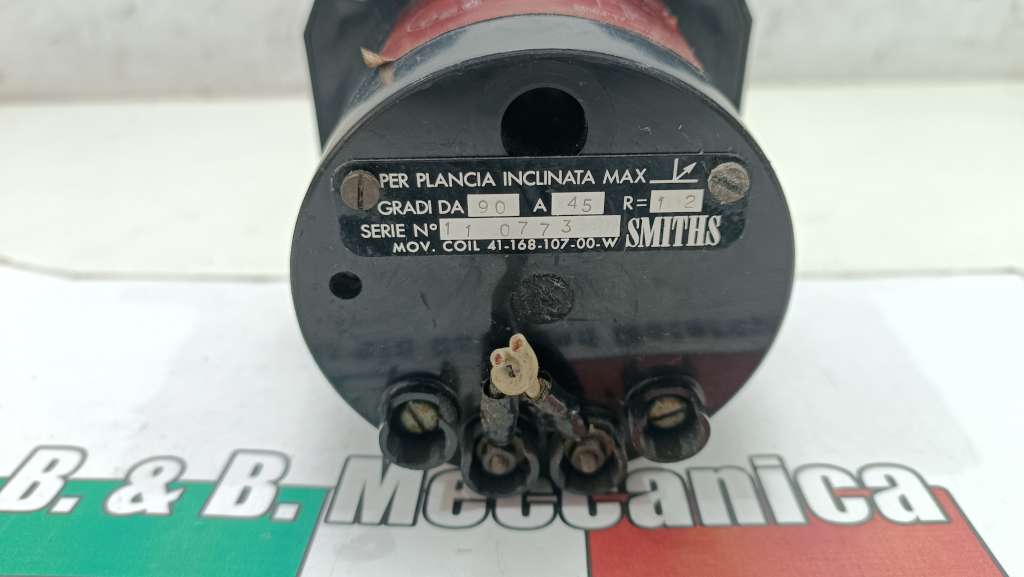 PER PLANCIA INCLINATA MAX
GRADI DA 90 A 45 R= 12
SERIE N° 11 0773
MOV. COIL 41-168-107-00-W SMITHS
B. & B. Meccanica